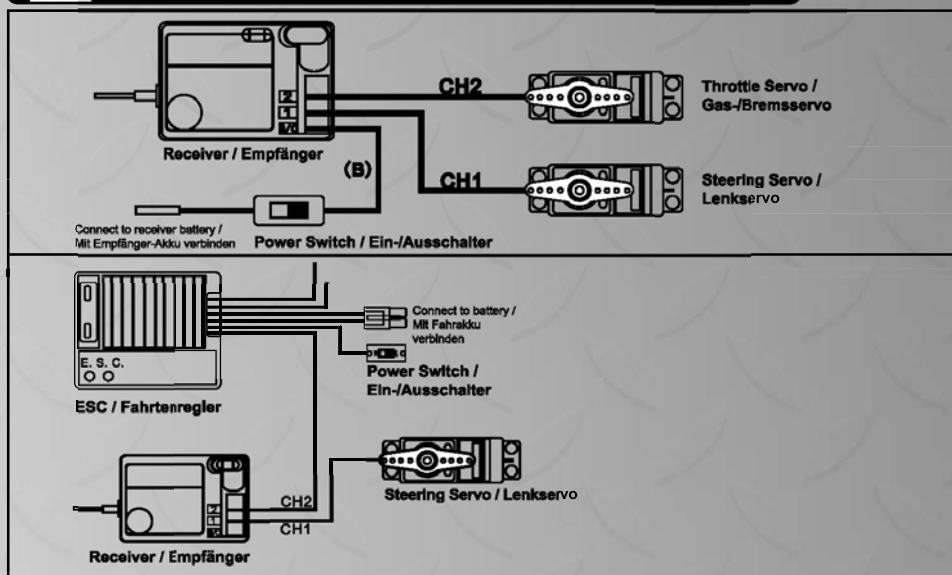 CH2
Throttle Servo /
Gas-/Bremsservo
2
1
B/C
Receiver / Empfänger
(B)
CH1
Steering Servo /
Lenkservo
Connect to receiver battery /
Mit Empfänger-Akku verbinden
Power Switch / Ein-/Ausschalter
Connect to battery /
Mit Fahrakku
verbinden
E. S. C.
Power Switch /
Ein-/Ausschalter
ESC / Fahrtenregler
Steering Servo / Lenkservo
CH2
2
1
CH1
Receiver / Empfänger